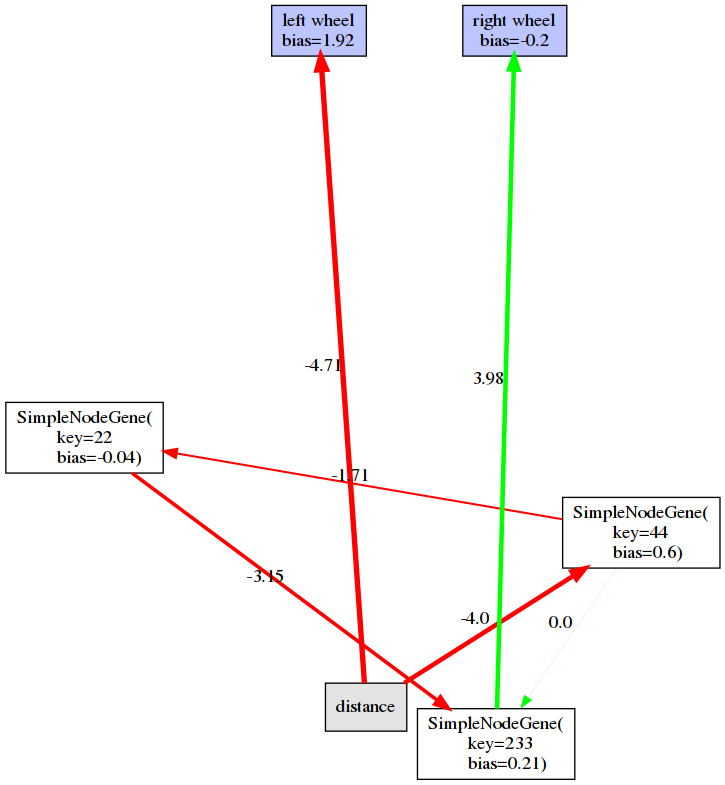 left wheel
bias=1.92
right wheel
bias=-0.2
-4.71
3.98
SimpleNodeGene(
key=22
bias=-0.04)
-1.71
SimpleNodeGene(
key=44
bias=0.6)
-3.15
-4.0
0.0
distance
SimpleNodeGene(
key=233
bias=0.21)